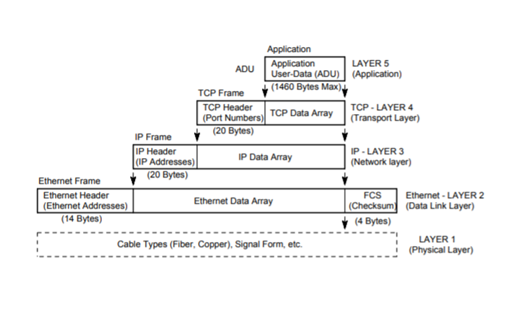 Application
ADU
Application
User-Data (ADU)
LAYER 5
(Application)
(1460 Bytes Max)
TCP Frame
TCP Header
(Port Numbers)
TCP Data Array
TCP - LAYER 4
(Transport Layer)
(20 Bytes)
IP Frame
IP Header
(IP Addresses)
IP Data Array
IP - LAYER 3
(Network layer)
(20 Bytes)
Ethernet Frame
Ethernet Header
(Ethernet Addresses)
Ethernet Data Array
FCS
(Checksum)
Ethernet - LAYER 2
(Data Link Layer)
(14 Bytes)
(4 Bytes)
Cable Types (Fiber, Copper), Signal Form, etc.
LAYER 1
(Physical Layer)